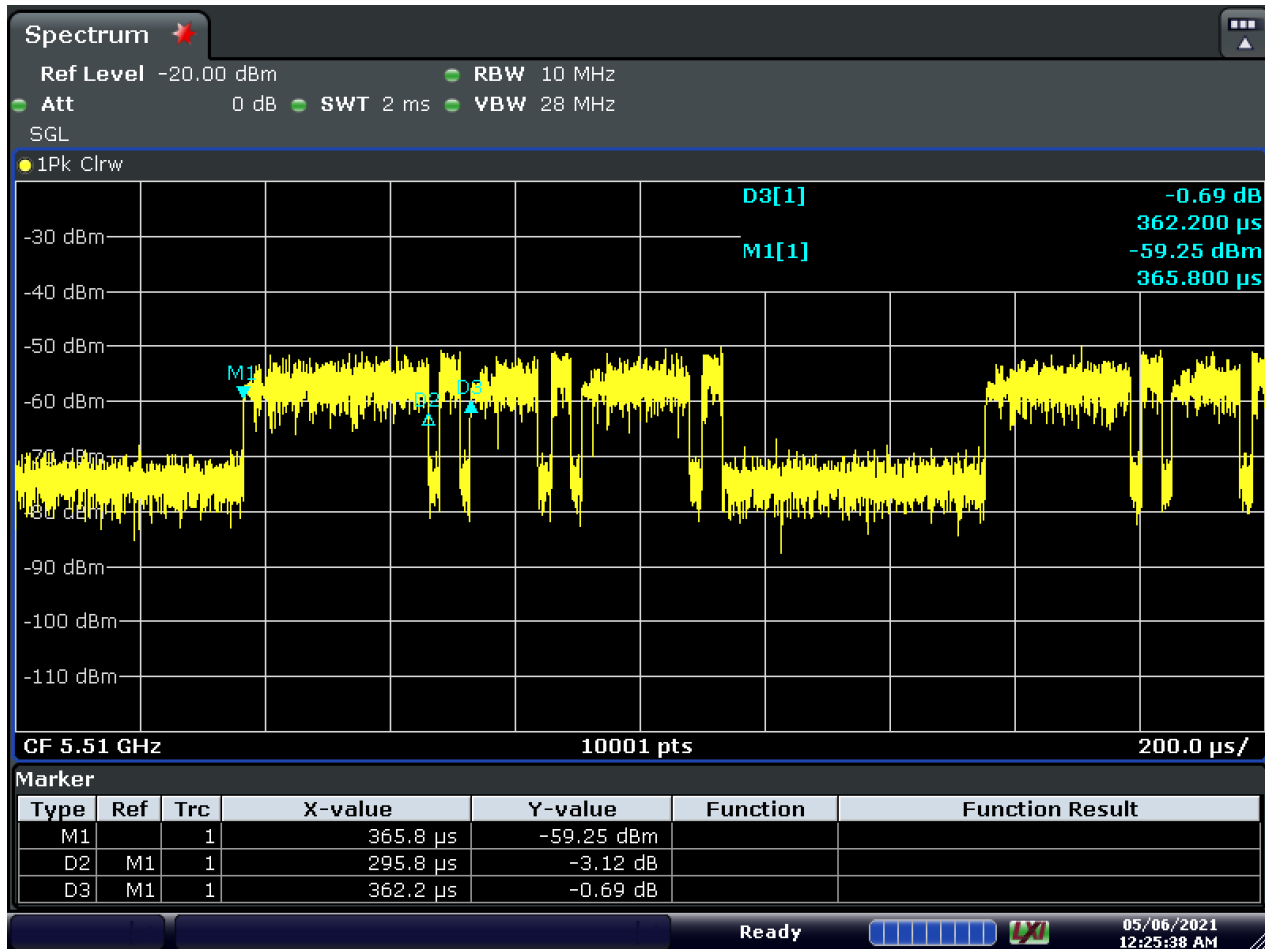 Spectrum
Ref Level -20.00 dBm RBW 10 MHz
Att 0 dB SWT 2 ms VBW 28 MHz
SGL
1Pk Clrw
D3[1] -0.69 dB
362.200 µs
-30 dBm
M1[1] -59.25 dBm
365.800 µs
-40 dBm
-50 dBm
M1
D3
-60 dBm
D2
-70 dBm
-80 dBm
-90 dBm
-100 dBm
-110 dBm
CF 5.51 GHz 10001 pts 200.0 µs/
Marker
Type Ref Trc X-value Y-value Function Function Result
M1 1 365.8 µs -59.25 dBm
D2 M1 1 295.8 µs -3.12 dB
D3 M1 1 362.2 µs -0.69 dB
Ready LXI 05/06/2021
12:25:38 AM